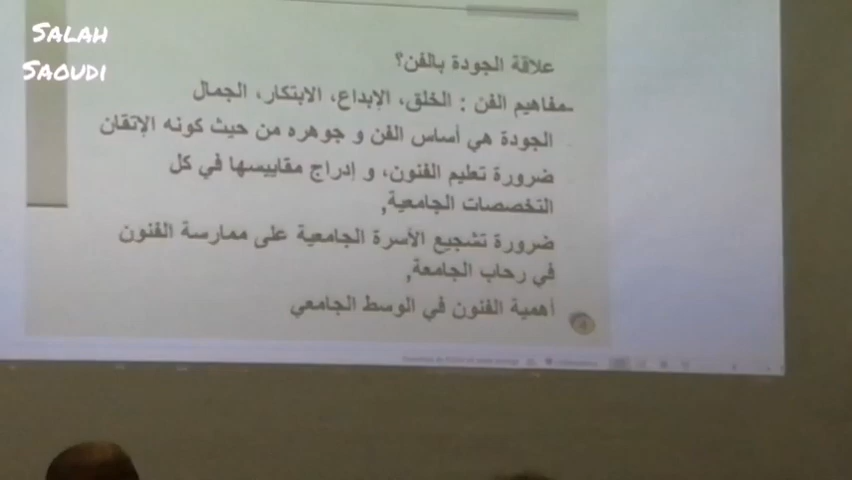 SALAH
SAOUDI
علاقة الجودة بالفن؟
مفاهيم الفن : الخلق، الإبداع، الابتكار، الجمال
الجودة هي أساس الفن و جوهره من حيث كونه الإتقان
ضرورة تعليم الفنون، و إدراج مقاييسها في كل
التخصصات الجامعية,
ضرورة تشجيع الأسرة الجامعية على ممارسة الفنون
في رحاب الجامعة,
أهمية الفنون في الوسط الجامعي